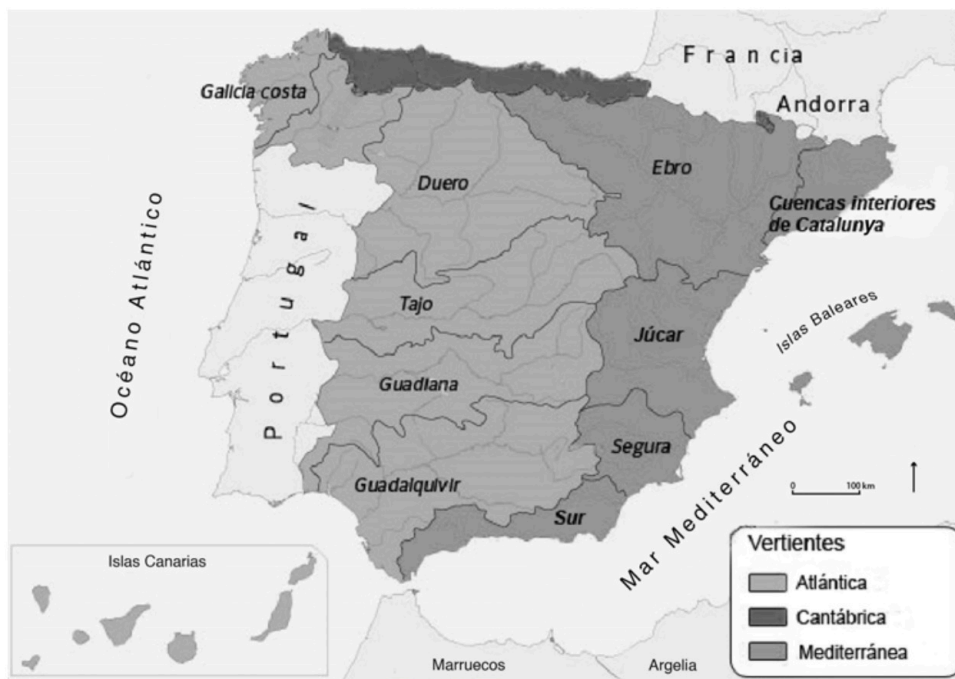 Francia
Andorra
Galicia costa
Ebro
Duero
Cuencas interiores
de Catalunya
Océano Atlántico
Portugal
Tajo
Júcar
Islas Baleares
Guadiana
Segura
Guadalquivir
Sur
Mar Mediterráneo
0 100 km
Islas Canarias
Vertientes
Atlántica
Cantábrica
Mediterránea
Marruecos
Argelia